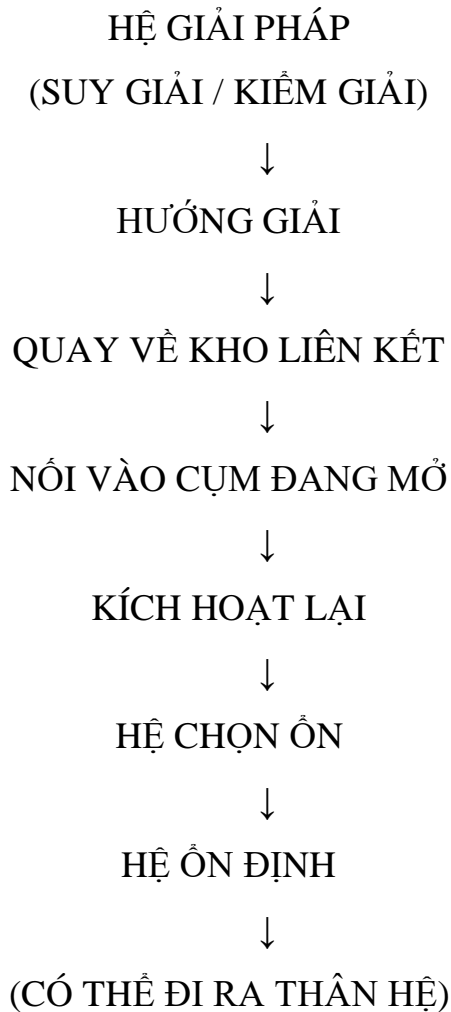 HỆ GIẢI PHÁP
(SUY GIẢI / KIỂM GIẢI)
↓
HƯỚNG GIẢI
↓
QUAY VỀ KHO LIÊN KẾT
↓
NỐI VÀO CỤM ĐANG MỞ
↓
KÍCH HOẠT LẠI
↓
HỆ CHỌN ỔN
↓
HỆ ỔN ĐỊNH
↓
(CÓ THỂ ĐI RA THÂN HỆ)